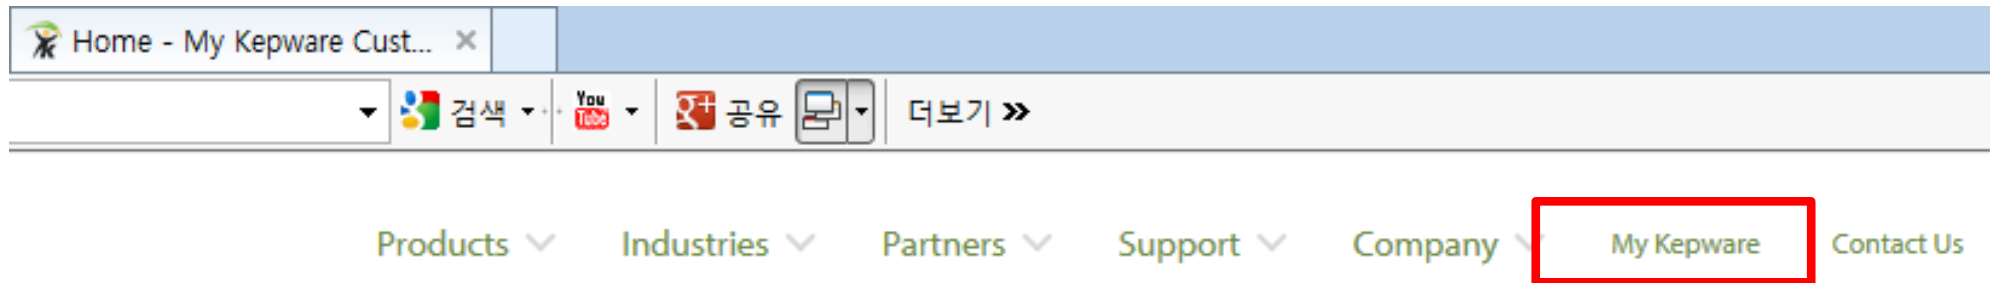 Home - My Kepware Cust...
검색 You Tube g+ 공유 더보기 »
Products Industries Partners Support Company My Kepware Contact Us